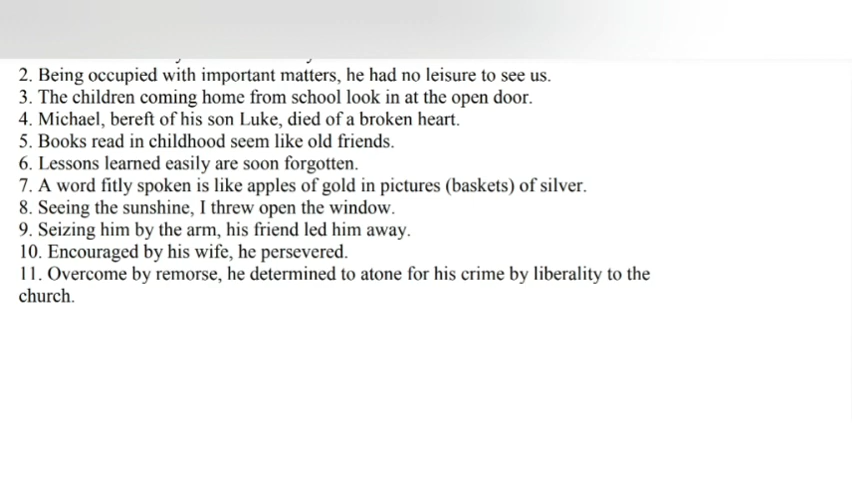 2. Being occupied with important matters, he had no leisure to see us.
3. The children coming home from school look in at the open door.
4. Michael, bereft of his son Luke, died of a broken heart.
5. Books read in childhood seem like old friends.
6. Lessons learned easily are soon forgotten.
7. A word fitly spoken is like apples of gold in pictures (baskets) of silver.
8. Seeing the sunshine, I threw open the window.
9. Seizing him by the arm, his friend led him away.
10. Encouraged by his wife, he persevered.
11. Overcome by remorse, he determined to atone for his crime by liberality to the
church.